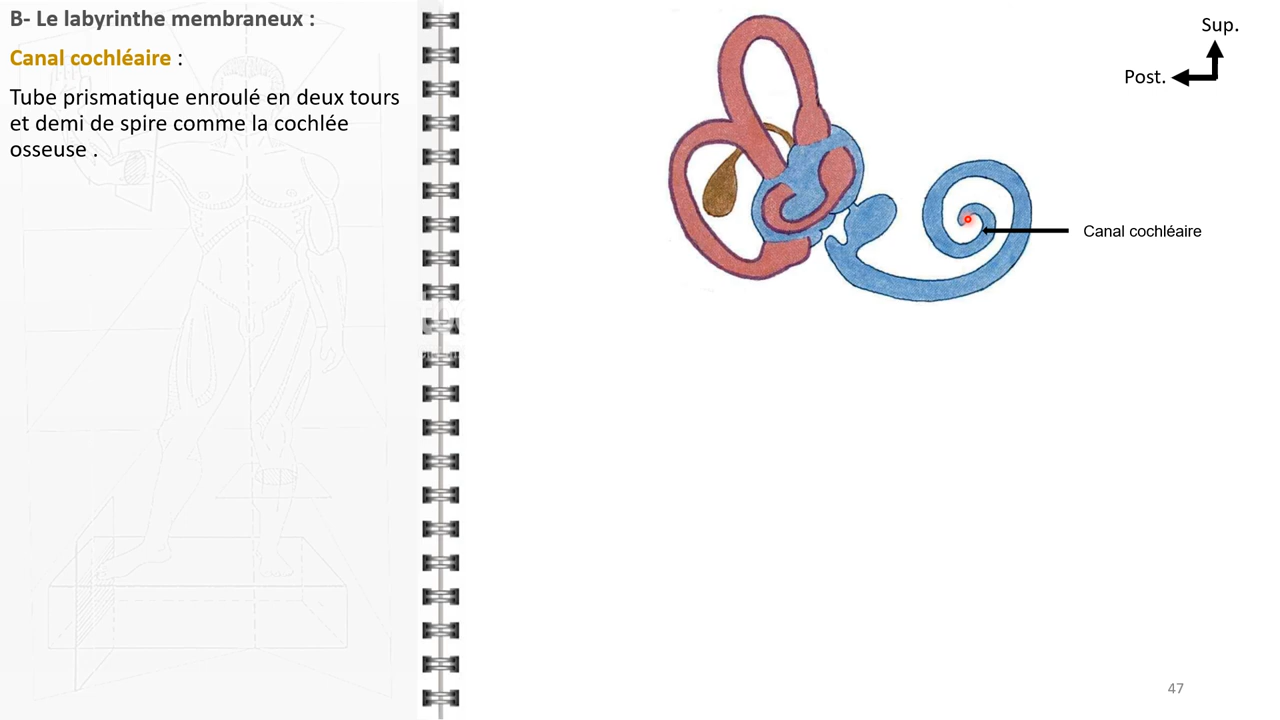 B- Le labyrinthe membraneux :
Canal cochléaire :
Tube prismatique enroulé en deux tours
et demi de spire comme la cochlée
osseuse .
Sup.
Post.
Canal cochléaire
47